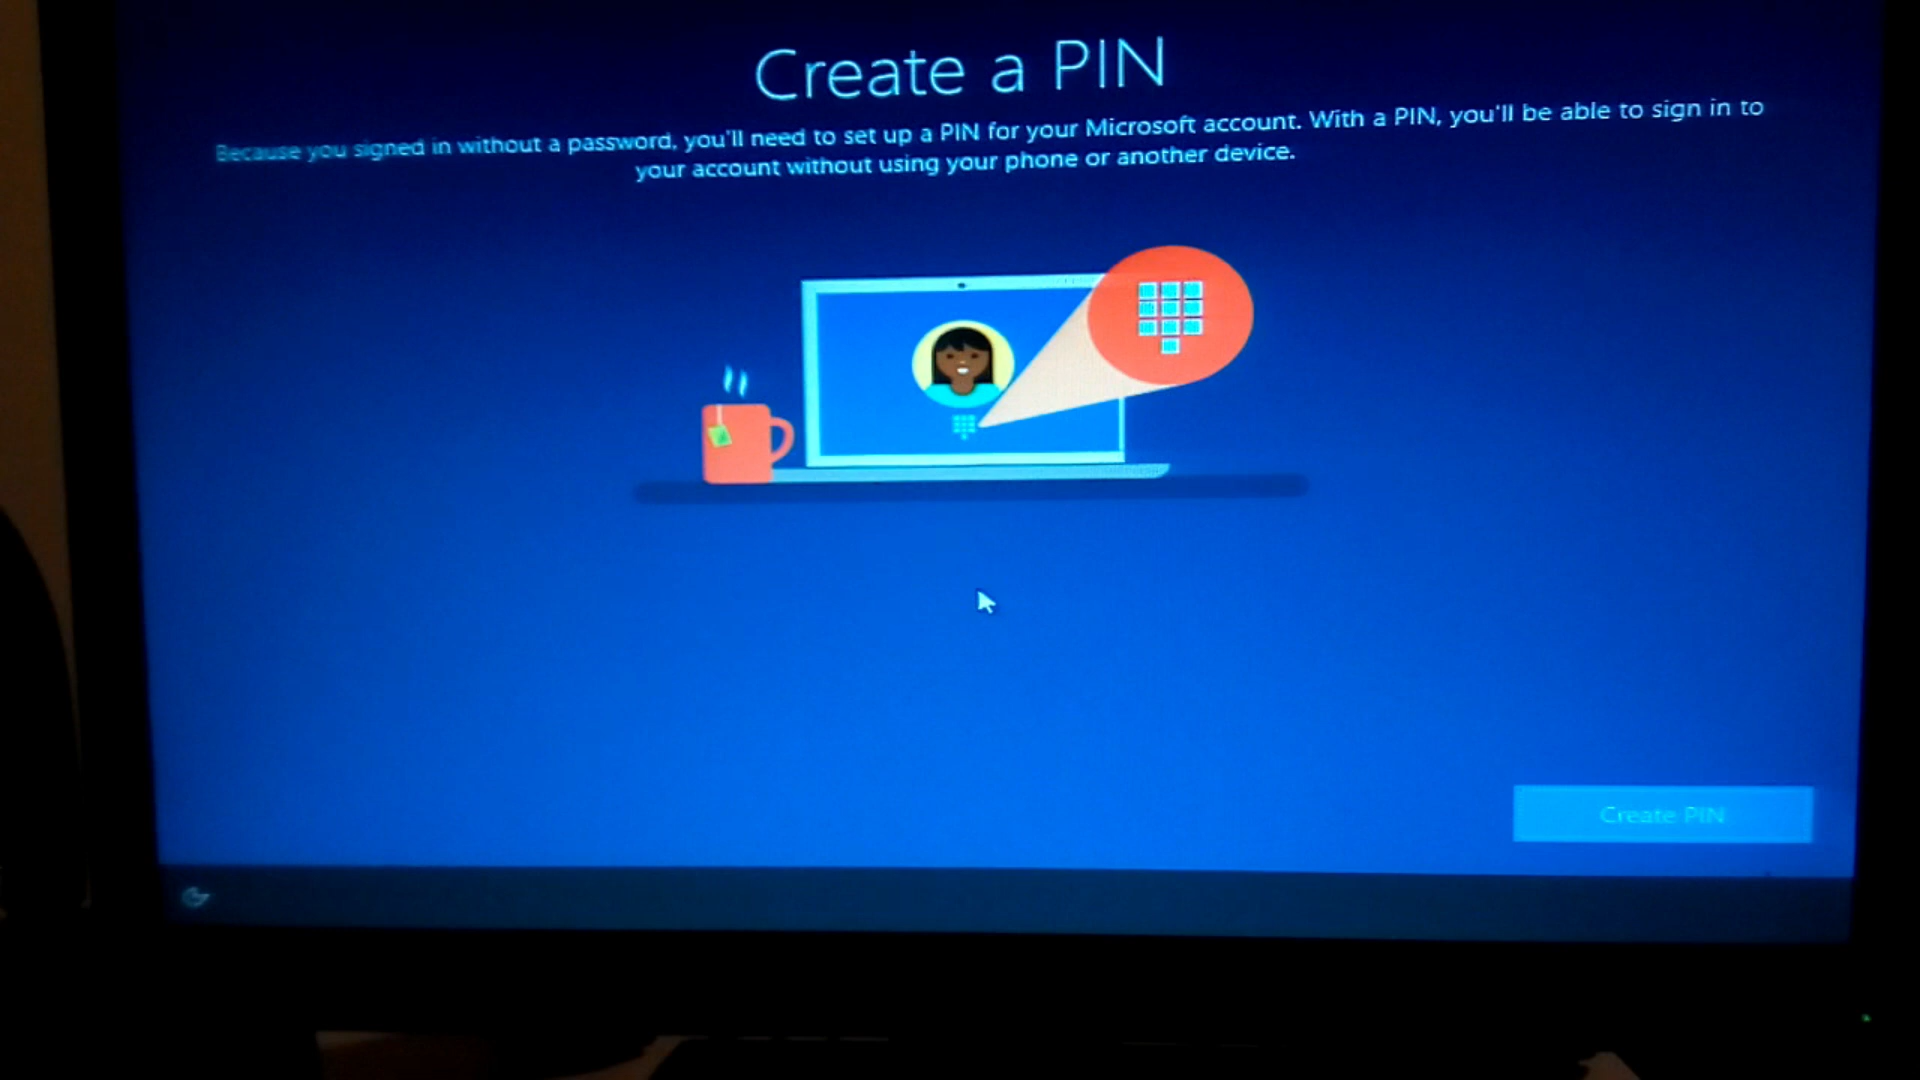 Create a PIN
Because you signed in without a password, you'll need to set up a PIN for your Microsoft account. With a PIN, you'll be able to sign in to
your account without using your phone or another device.
Create PIN